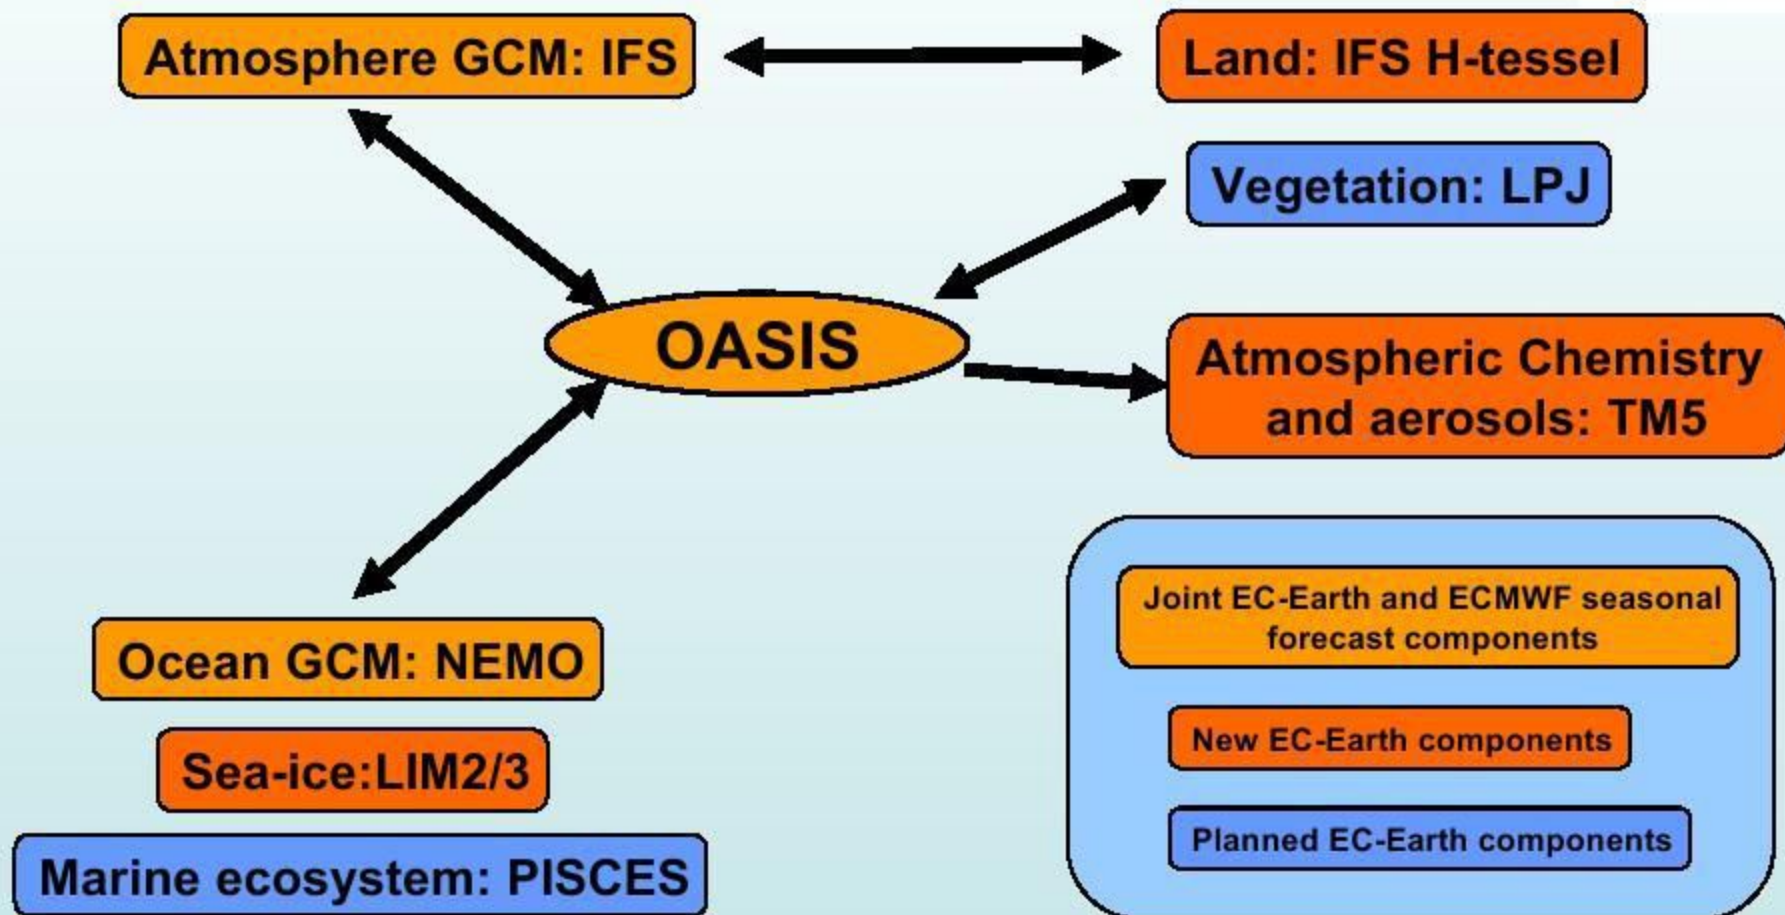 Atmosphere GCM: IFS
Land: IFS H-tessel
Vegetation: LPJ
OASIS
Atmospheric Chemistry
and aerosols: TM5
Ocean GCM: NEMO
Sea-ice:LIM2/3
Marine ecosystem: PISCES
Joint EC-Earth and ECMWF seasonal
forecast components
New EC-Earth components
Planned EC-Earth components